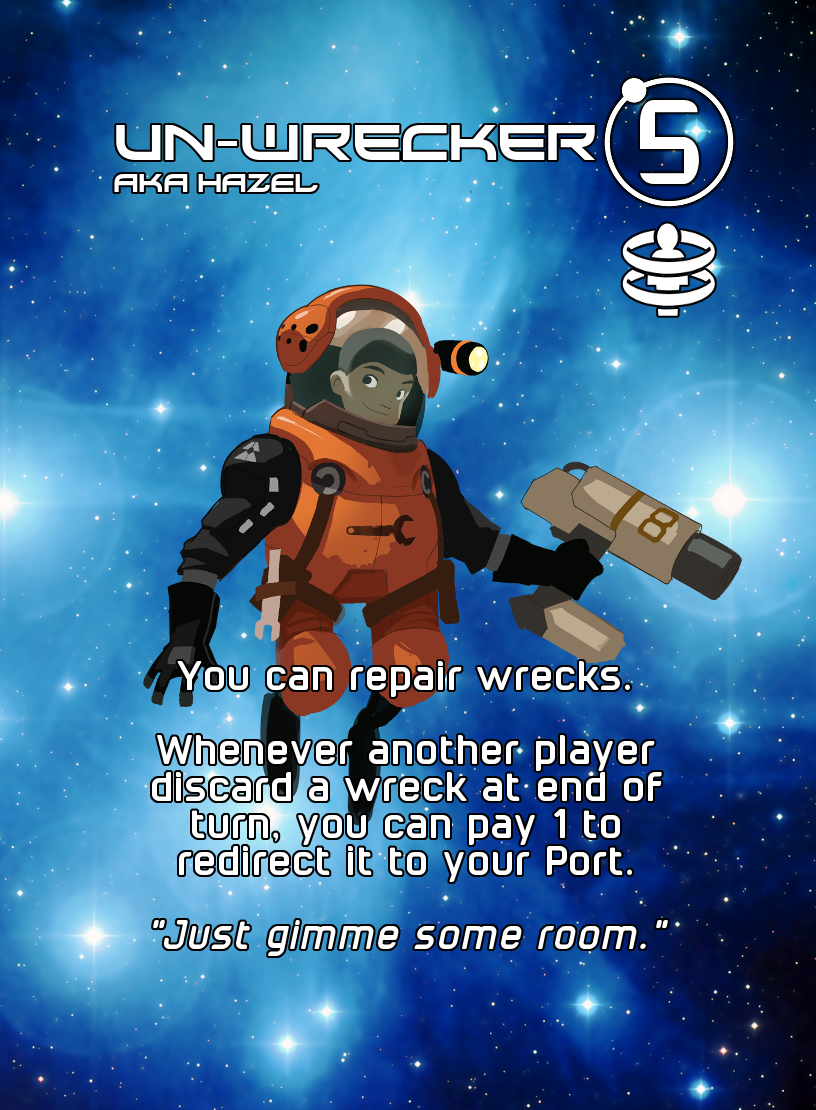 UN-WRECKER
5
AKA HAZEL
8
You can repair wrecks.
Whenever another player
discard a wreck at end of
turn, you can pay 1 to
redirect it to your Port.
"Just gimme some room."